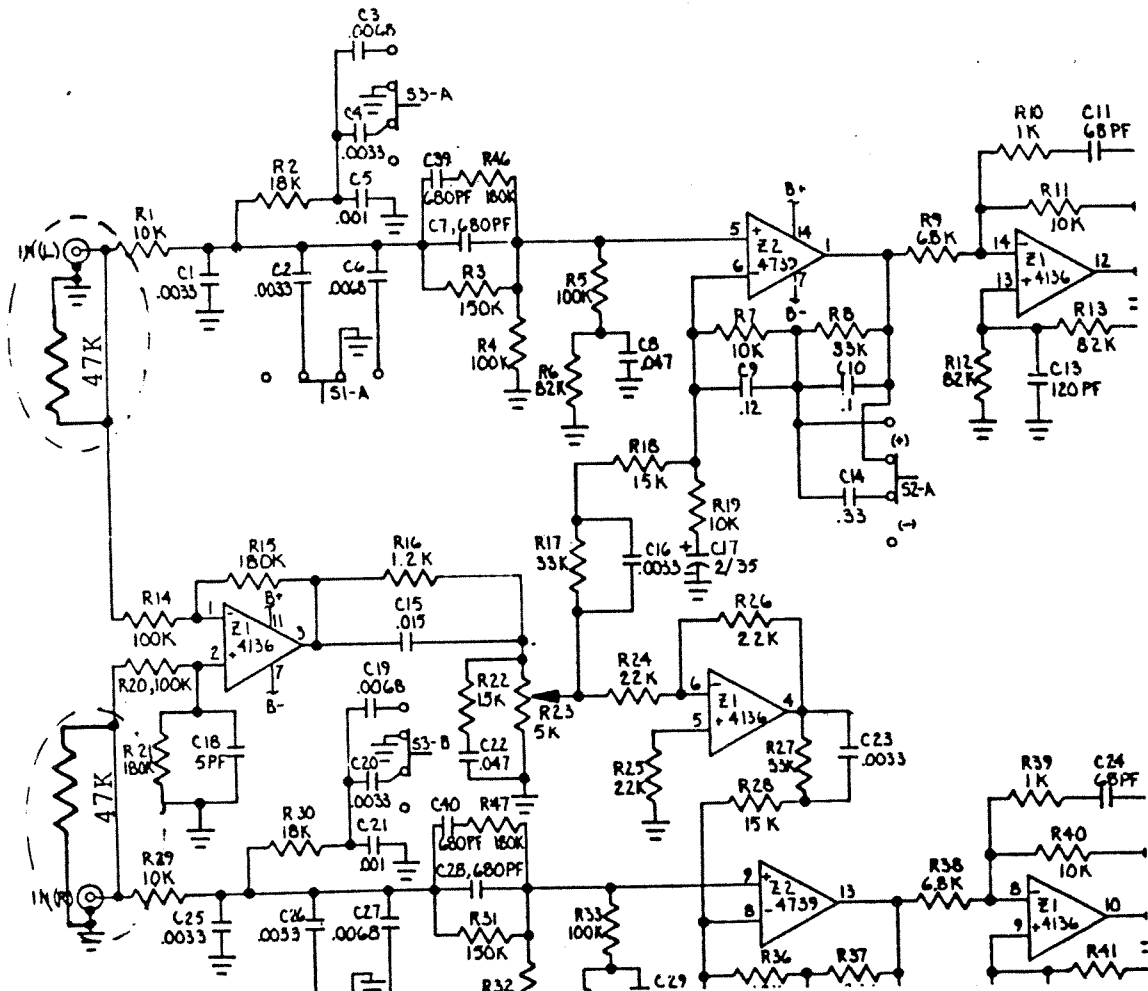 C3
.0068
S3-A
C4
.0033
R2
18K
C5
.001
C39
680PF
R46
180K
R10
1K
C11
68PF
R11
10K
IN(L)
R1
10K
C1
.0033
C2
.0033
C6
.0068
C7,680PF
R3
150K
R4
100K
R5
100K
R6
82K
C8
.047
S1-A
47K
B+
5
+
14
Z2
4739
1
6
-
7
B-
R7
10K
R8
33K
C9
.12
C10
.1
(+)
S2-A
C14
.33
(-)
R9
6.8K
14
-
Z1
+4136
12
13
R13
82K
R12
82K
C13
120PF
R18
15K
R19
10K
R17
33K
C16
.0033
+
C17
2/35
R15
180K
R16
1.2K
R14
100K
1
-
B+
11
Z1
4136
3
2
+
7
B-
C15
.015
R20,100K
R21
180K
C18
5PF
C19
.0068
S3-B
C20
.0033
R22
15K
R23
5K
C22
.047
R24
22K
R26
22K
6
-
Z1
+4136
4
5
R25
22K
R27
33K
C23
.0033
R28
15K
47K
R30
18K
C21
.001
C40
680PF
R47
180K
C28,680PF
R29
10K
C25
.0033
C26
.0033
C27
.0068
R31
150K
R32
R33
100K
C29
9
+
Z2
4739
13
8
-
R36
R37
R38
6.8K
R39
1K
C24
68PF
R40
10K
8
-
Z1
+4136
10
9
R41